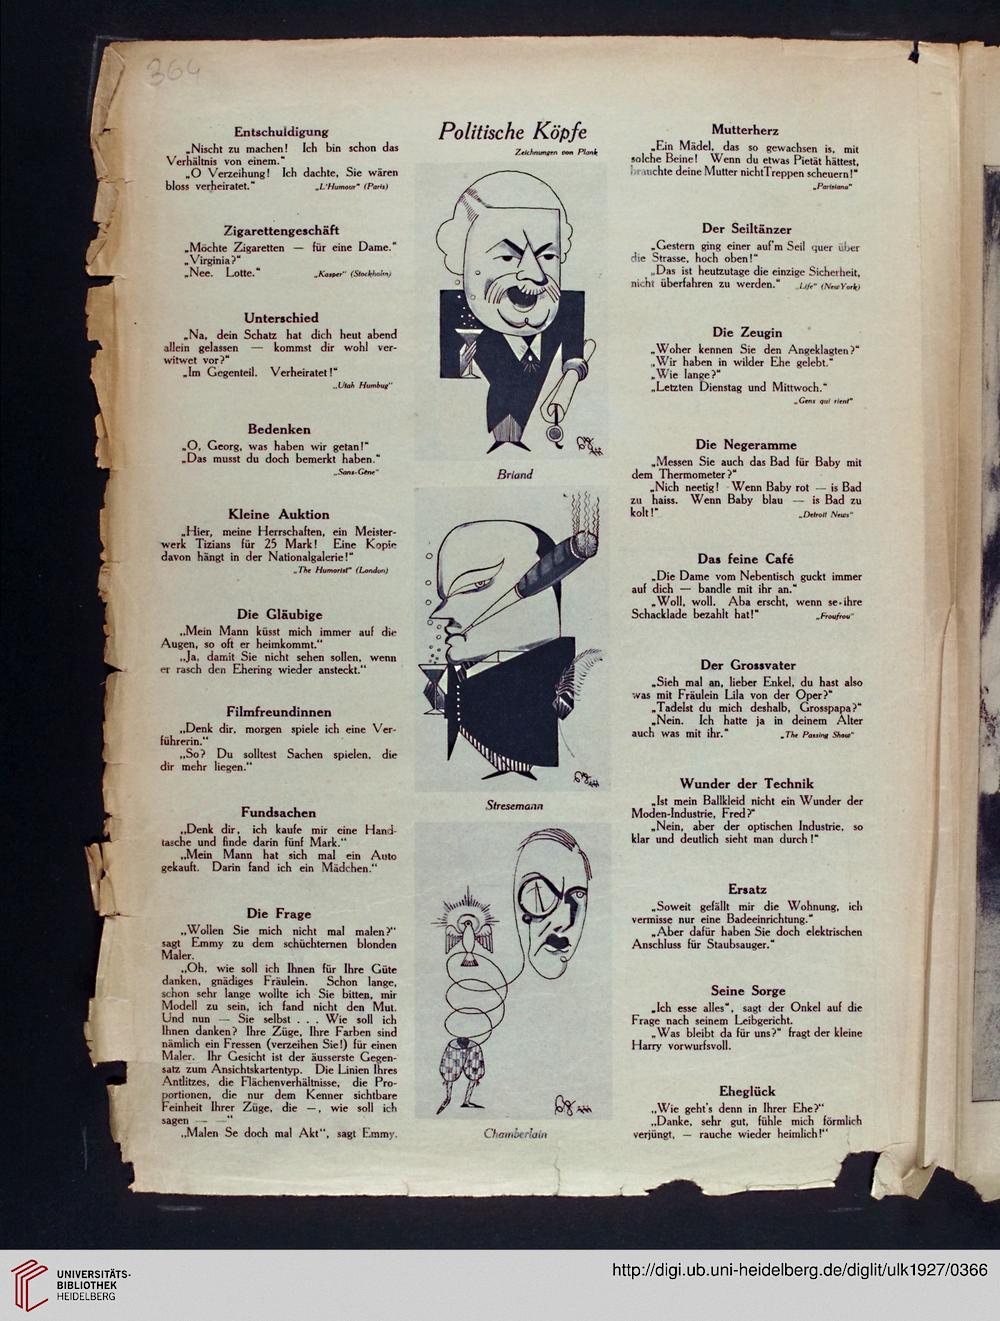 364
Entschuldigung
„Nischt zu machen! Ich bin schon das
Verhältnis von einem.“
„O Verzeihung! Ich dachte, Sie wären
bloss verheiratet.“ „L'Humour“ (Paris)
Zigarettengeschäft
„Möchte Zigaretten — für eine Dame.“
„Virginia?“
„Nee. Lotte.“ „Kasper“ (Stockholm)
Unterschied
„Na, dein Schatz hat dich heut abend
allein gelassen — kommst dir wohl ver-
witwet vor?“
„Im Gegenteil. Verheiratet!“
„Utah Humbug“
Bedenken
„O, Georg, was haben wir getan!“
„Das musst du doch bemerkt haben.“
„Sans-Gêne“
Kleine Auktion
„Hier, meine Herrschaften, ein Meister-
werk Tizians für 25 Mark! Eine Kopie
davon hängt in der Nationalgalerie!“
„The Humorist“ (London)
Die Gläubige
„Mein Mann küsst mich immer auf die
Augen, so oft er heimkommt.“
„Ja, damit Sie nicht sehen sollen, wenn
er rasch den Ehering wieder ansteckt.“
Filmfreundinnen
„Denk dir, morgen spiele ich eine Ver-
führerin.“
„So? Du solltest Sachen spielen, die
dir mehr liegen.“
Fundsachen
„Denk dir, ich kaufe mir eine Hand-
tasche und finde darin fünf Mark.“
„Mein Mann hat sich mal ein Auto
gekauft. Darin fand ich ein Mädchen.“
Die Frage
„Wollen Sie mich nicht mal malen?“
sagt Emmy zu dem schüchternen blonden
Maler.
„Oh, wie soll ich Ihnen für Ihre Güte
danken, gnädiges Fräulein. Schon lange,
schon sehr lange wollte ich Sie bitten, mir
Modell zu sein, ich fand nicht den Mut.
Und nun — Sie selbst . . . Wie soll ich
Ihnen danken? Ihre Züge, Ihre Farben sind
nämlich ein Fressen (verzeihen Sie!) für einen
Maler. Ihr Gesicht ist der äusserste Gegen-
satz zum Ansichtskartentyp. Die Linien Ihres
Antlitzes, die Flächenverhältnisse, die Pro-
portionen, die nur dem Kenner sichtbare
Feinheit Ihrer Züge, die —, wie soll ich
sagen — —“
„Malen Se doch mal Akt“, sagt Emmy.
Politische Köpfe
Zeichnungen von Plank
Briand
Stresemann
Chamberlain
Mutterherz
„Ein Mädel, das so gewachsen is, mit
solche Beine! Wenn du etwas Pietät hättest,
brauchte deine Mutter nicht Treppen scheuern!“
„Parisiana“
Der Seiltänzer
„Gestern ging einer auf'm Seil quer über
die Strasse, hoch oben!“
„Das ist heutzutage die einzige Sicherheit,
nicht überfahren zu werden.“ „Life“ (New York)
Die Zeugin
„Woher kennen Sie den Angeklagten?“
„Wir haben in wilder Ehe gelebt.“
„Wie lange?“
„Letzten Dienstag und Mittwoch.“
„Gens qui rient“
Die Negeramme
„Messen Sie auch das Bad für Baby mit
dem Thermometer?“
„Nich neetig! Wenn Baby rot — is Bad
zu haiss. Wenn Baby blau — is Bad zu
kolt!“ „Detroit News“
Das feine Café
„Die Dame vom Nebentisch guckt immer
auf dich — bandle mit ihr an.“
„Woll, woll. Aba erscht, wenn se ihre
Schacklade bezahlt hat!“ „Froufrou“
Der Grossvater
„Sieh mal an, lieber Enkel, du hast also
was mit Fräulein Lila von der Oper?“
„Tadelst du mich deshalb, Grosspapa?“
„Nein. Ich hatte ja in deinem Alter
auch was mit ihr.“ „The Passing Show“
Wunder der Technik
„Ist mein Ballkleid nicht ein Wunder der
Moden-Industrie, Fred?“
„Nein, aber der optischen Industrie, so
klar und deutlich sieht man durch!“
Ersatz
„Soweit gefällt mir die Wohnung, ich
vermisse nur eine Badeeinrichtung.“
„Aber dafür haben Sie doch elektrischen
Anschluss für Staubsauger.“
Seine Sorge
„Ich esse alles“, sagt der Onkel auf die
Frage nach seinem Leibgericht.
„Was bleibt da für uns?“ fragt der kleine
Harry vorwurfsvoll.
Eheglück
„Wie geht's denn in Ihrer Ehe?“
„Danke, sehr gut, fühle mich förmlich
verjüngt, — rauche wieder heimlich!“
UNIVERSITÄTS-
BIBLIOTHEK
HEIDELBERG
http://digi.ub.uni-heidelberg.de/diglit/ulk1927/0366